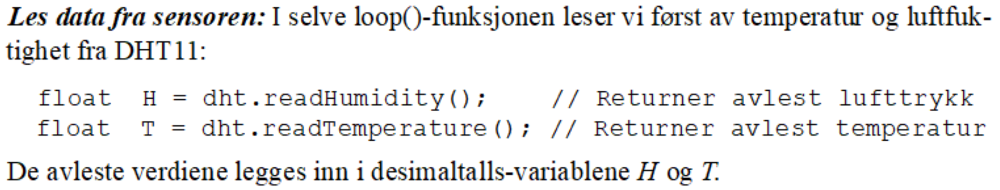 Les data fra sensoren: I selve loop()-funksjonen leser vi først av temperatur og luftfuk-
tighet fra DHT11:
float  H = dht.readHumidity();    // Returner avlest lufttrykk
float  T = dht.readTemperature(); // Returner avlest temperatur
De avleste verdiene legges inn i desimaltalls-variablene H og T.